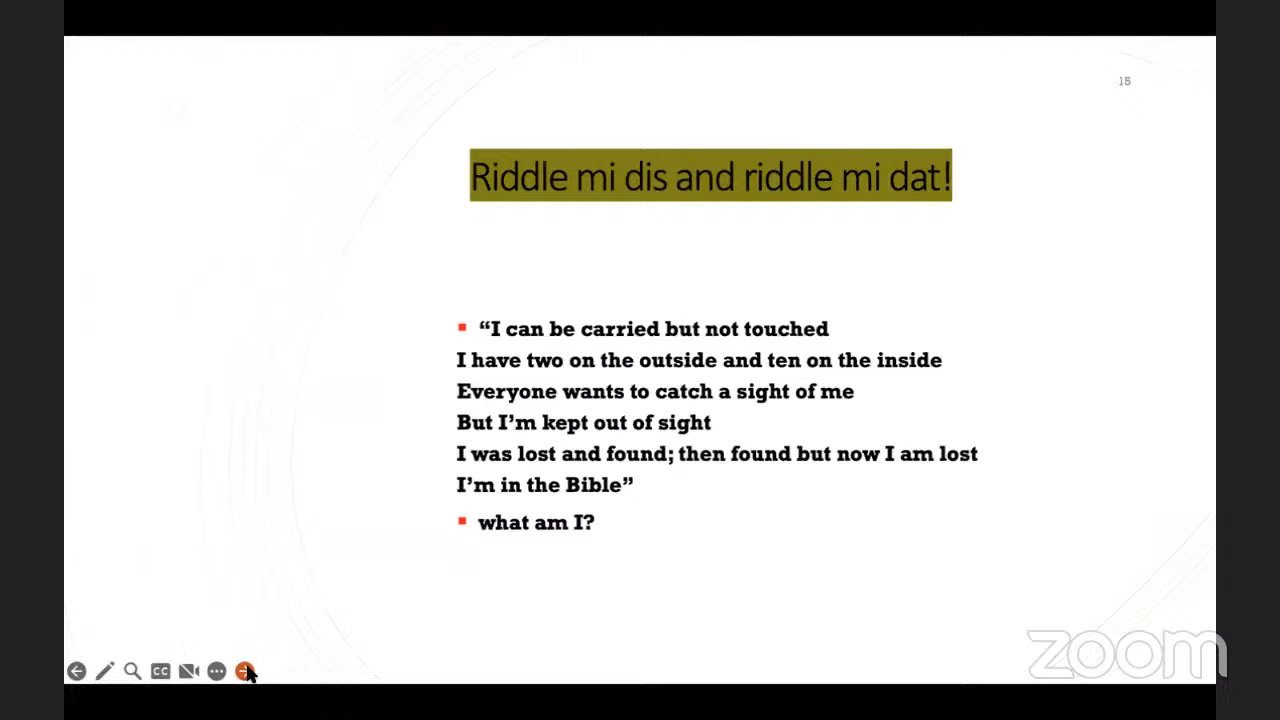 15
Riddle mi dis and riddle mi dat!
▪ “I can be carried but not touched
I have two on the outside and ten on the inside
Everyone wants to catch a sight of me
But I’m kept out of sight
I was lost and found; then found but now I am lost
I’m in the Bible”
▪ what am I?
CC
zoom